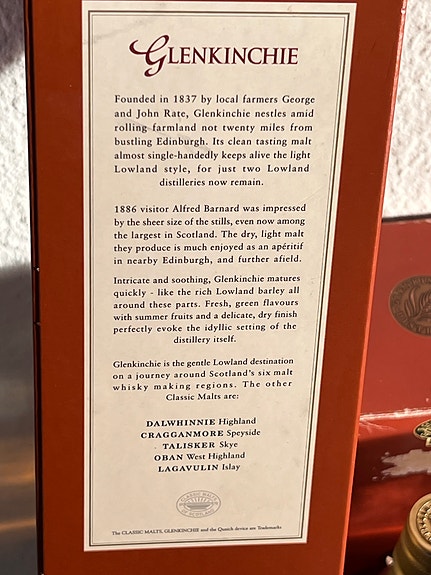 GLENKINCHIE
Founded in 1837 by local farmers George
and John Rate, Glenkinchie nestles amid
rolling farmland not twenty miles from
bustling Edinburgh. Its clean tasting malt
almost single-handedly keeps alive the light
Lowland style, for just two Lowland
distilleries now remain.
1886 visitor Alfred Barnard was impressed
by the sheer size of the stills, even now among
the largest in Scotland. The dry, light malt
they produce is much enjoyed as an apéritif
in nearby Edinburgh, and further afield.
Intricate and soothing, Glenkinchie matures
quickly - like the rich Lowland barley all
around these parts. Fresh, green flavours
with summer fruits and a delicate, dry finish
perfectly evoke the idyllic setting of the
distillery itself.
Glenkinchie is the gentle Lowland destination
on a journey around Scotland's six malt
whisky making regions. The other
Classic Malts are:
DALWHINNIE Highland
CRAGGANMORE Speyside
TALISKER Skye
OBAN West Highland
LAGAVULIN Islay
CLASSIC MALTS
OF SCOTLAND
The CLASSIC MALTS, GLENKINCHIE and the Quaich device are Trademarks